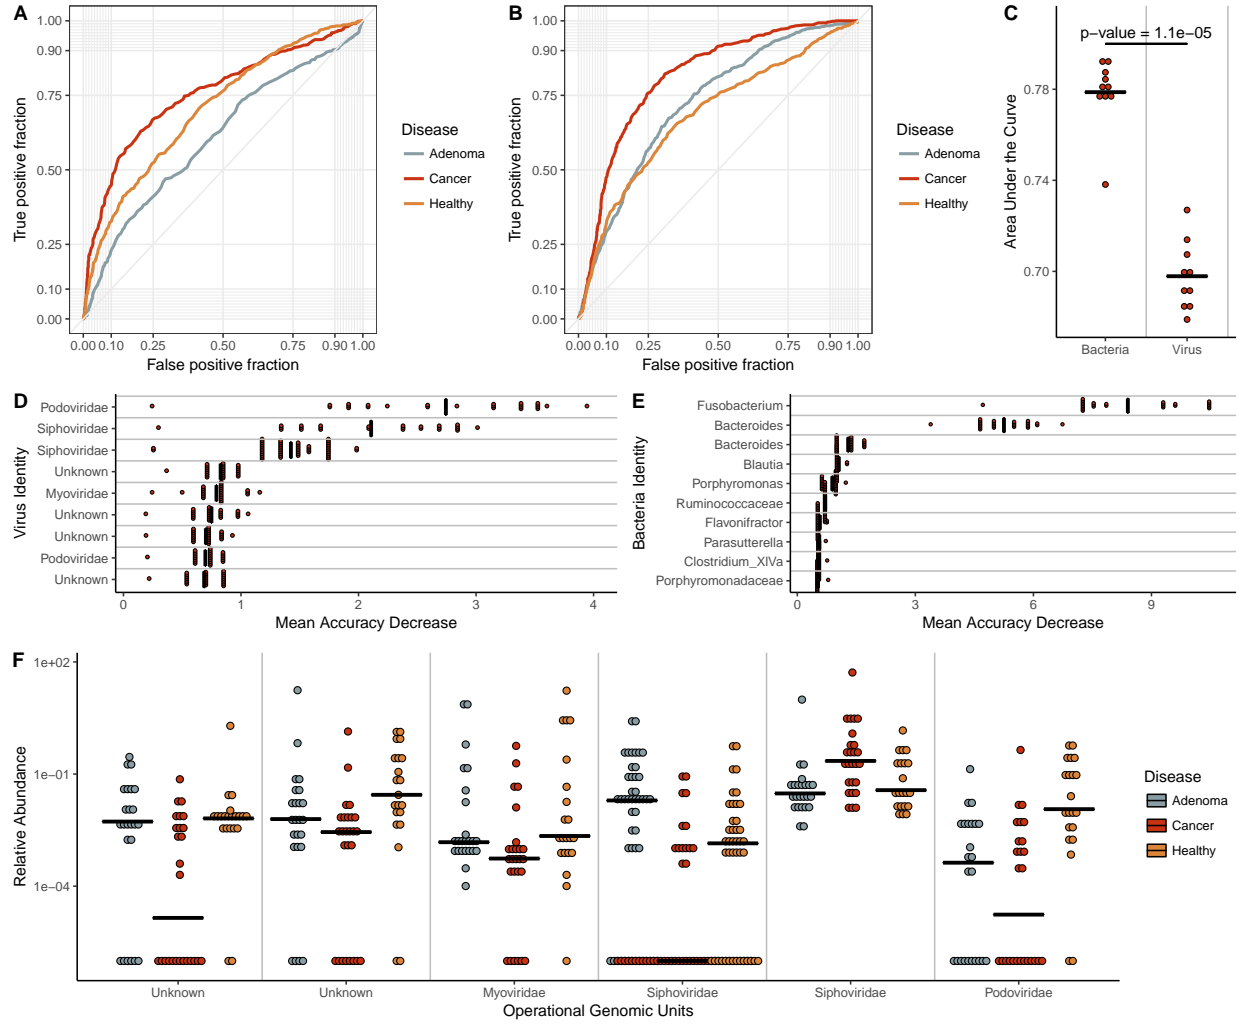 A
1.00
0.90
0.75
0.50
0.25
0.10
0.00
True positive fraction
0.00 0.10 0.25 0.50 0.75 0.90 1.00
False positive fraction
Disease
Adenoma
Cancer
Healthy
B
1.00
0.90
0.75
0.50
0.25
0.10
0.00
True positive fraction
0.00 0.10 0.25 0.50 0.75 0.90 1.00
False positive fraction
Disease
Adenoma
Cancer
Healthy
C
p-value = 1.1e-05
0.78
0.74
0.70
Area Under the Curve
Bacteria Virus
D
Virus Identity
Podoviridae
Siphoviridae
Siphoviridae
Unknown
Myoviridae
Unknown
Unknown
Podoviridae
Unknown
0 1 2 3 4
Mean Accuracy Decrease
E
Bacteria Identity
Fusobacterium
Bacteroides
Bacteroides
Blautia
Porphyromonas
Ruminococcaceae
Flavonifractor
Parasutterella
Clostridium_XIVa
Porphyromonadaceae
0 3 6 9
Mean Accuracy Decrease
F
1e+02
1e-01
1e-04
Relative Abundance
Unknown Unknown Myoviridae Siphoviridae Siphoviridae Podoviridae
Operational Genomic Units
Disease
Adenoma
Cancer
Healthy